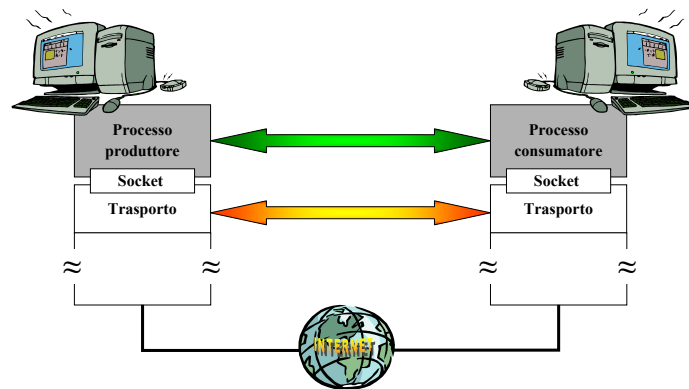 Processo
produttore
Socket
Trasporto
Processo
consumatore
Socket
Trasporto
≈ ≈ ≈ ≈
INTERNET